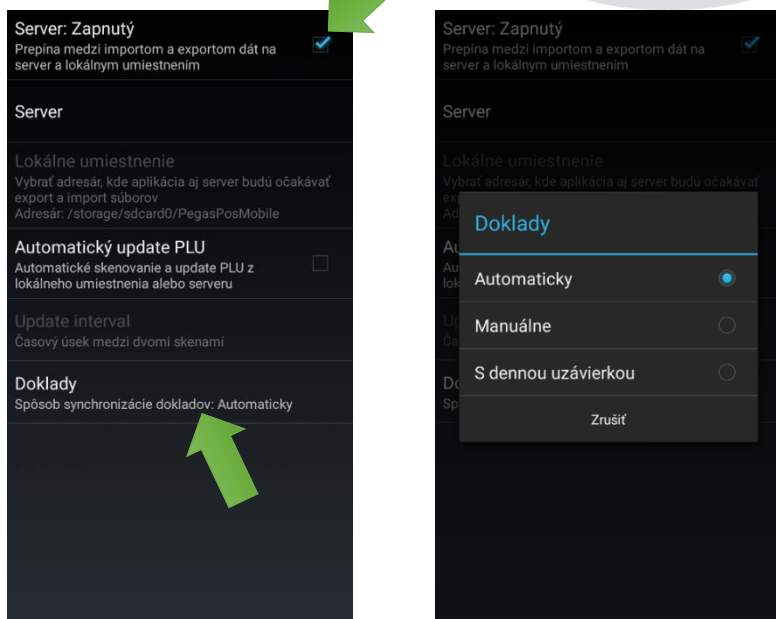 Server: Zapnutý
Prepína medzi importom a exportom dát na
server a lokálnym umiestnením
Server
Lokálne umiestnenie
Vybrať adresár, kde aplikácia aj server budú očakávať
export a import súborov
Adresár: /storage/sdcard0/PegasPosMobile
Automatický update PLU
Automatické skenovanie a update PLU z
lokálneho umiestnenia alebo serveru
Update interval
Časový úsek medzi dvomi skenami
Doklady
Spôsob synchronizácie dokladov: Automaticky
Server: Zapnutý
Prepína medzi importom a exportom dát na
server a lokálnym umiestnením
Server
Lokálne umiestnenie
Vybrať adresár, kde aplikácia aj server budú očakávať
Doklady
Automaticky
Manuálne
S dennou uzávierkou
Zrušiť